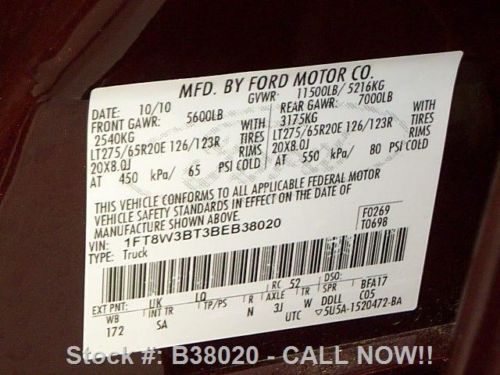 MFD. BY FORD MOTOR CO.
DATE: 10/10 GVWR: 11500LB/ 5216KG
FRONT GAWR: 5600LB REAR GAWR: 7000LB
2540KG WITH 3175KG WITH
LT275/65R20E 126/123R TIRES LT275/65R20E 126/123R TIRES
20X8.0J RIMS 20X8.0J RIMS
AT 450 kPa/ 65 PSI COLD AT 550 kPa/ 80 PSI COLD
THIS VEHICLE CONFORMS TO ALL APPLICABLE FEDERAL MOTOR
VEHICLE SAFETY STANDARDS IN EFFECT ON THE DATE OF
MANUFACTURE SHOWN ABOVE.
VIN: 1FT8W3BT3BEB38020 F0269
TYPE: Truck T0698
EXT PNT: UK LQ RC: 52 DSO:
WB INT TR TP/PS R AXLE TR SPR BFA17
172 SA N 3J W DDLL C05
UTC 5U5A-1520472-BA
Stock #: B38020 - CALL NOW!!